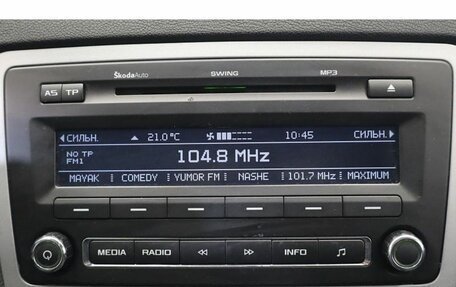 ŠkodaAuto SWING MP3
AS TP
СИЛЬН. 21.0°C 10:45 СИЛЬН.
NO TP
FM1
104.8 MHz
MAYAK COMEDY YUMOR FM NASHE 101.7 MHz MAXIMUM
MEDIA RADIO INFO